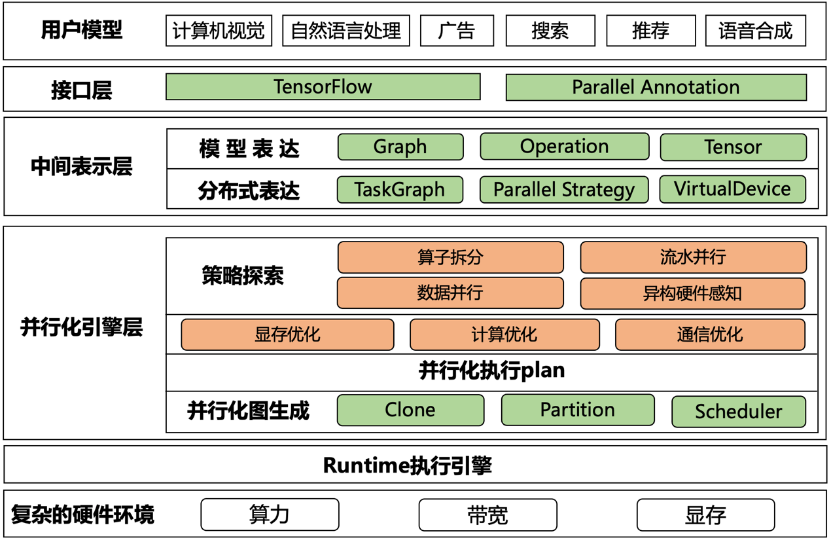 用户模型 计算机视觉 自然语言处理 广告 搜索 推荐 语音合成
接口层 TensorFlow Parallel Annotation
中间表示层
模 型 表 达 Graph Operation Tensor
分布式表达 TaskGraph Parallel Strategy VirtualDevice
并行化引擎层
策略探索
算子拆分 流水并行
数据并行 异构硬件感知
显存优化 计算优化 通信优化
并行化执行plan
并行化图生成 Clone Partition Scheduler
Runtime执行引擎
复杂的硬件环境 算力 带宽 显存